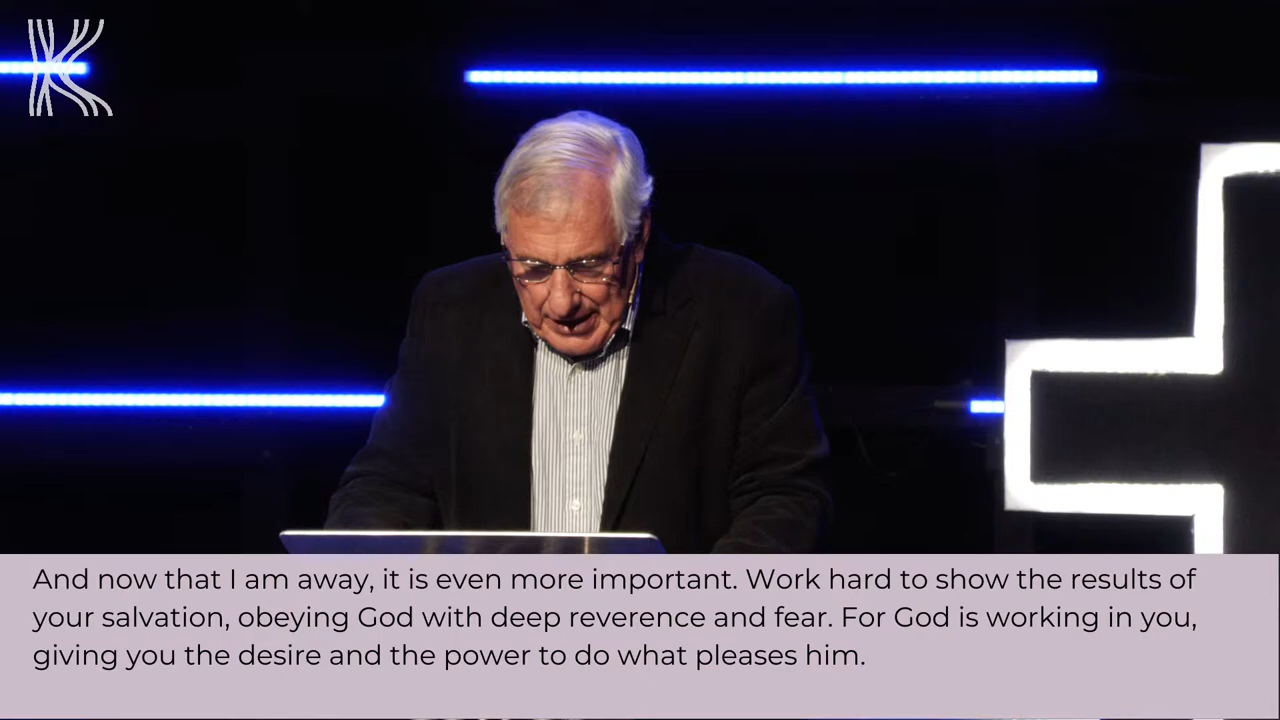 K
And now that I am away, it is even more important. Work hard to show the results of
your salvation, obeying God with deep reverence and fear. For God is working in you,
giving you the desire and the power to do what pleases him.